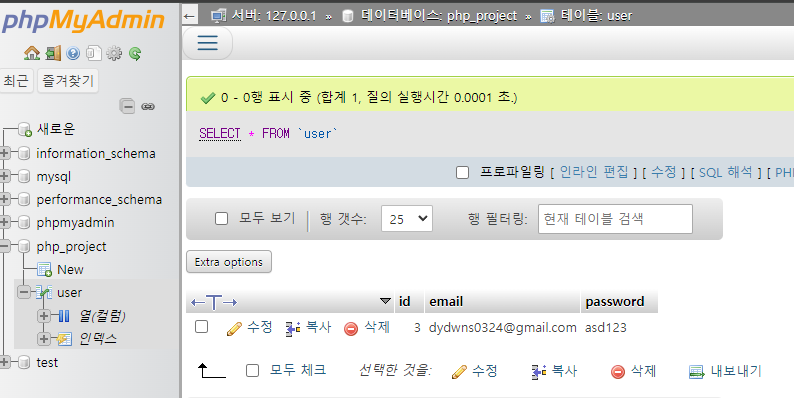 phpMyAdmin
서버: 127.0.0.1 » 데이터베이스: php_project » 테이블: user
최근 즐겨찾기
새로운
information_schema
mysql
performance_schema
phpmyadmin
php_project
New
user
열(컬럼)
인덱스
test
0 - 0행 표시 중 (합계 1, 질의 실행시간 0.0001 초.)
SELECT * FROM `user`
프로파일링 [ 인라인 편집 ] [ 수정 ] [ SQL 해석 ] [ PH
모두 보기 행 갯수: 25 행 필터링: 현재 테이블 검색
Extra options
id email password
수정 복사 삭제 3 dydwns0324@gmail.com asd123
모두 체크 선택한 것을: 수정 복사 삭제 내보내기